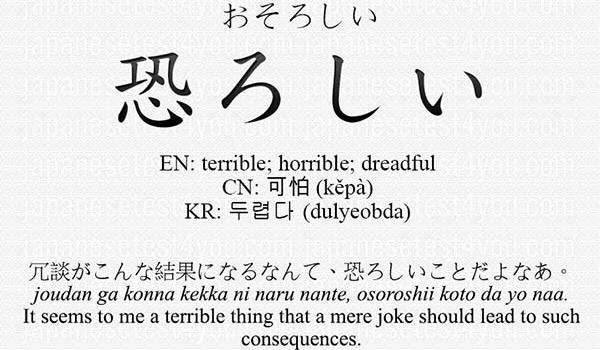 おそろしい
恐ろしい
EN: terrible; horrible; dreadful
CN: 可怕 (kěpà)
KR: 두렵다 (dulyeobda)
冗談がこんな結果になるなんて、恐ろしいことだよなあ。
joudan ga konna kekka ni naru nante, osoroshii koto da yo naa.
It seems to me a terrible thing that a mere joke should lead to such
consequences.